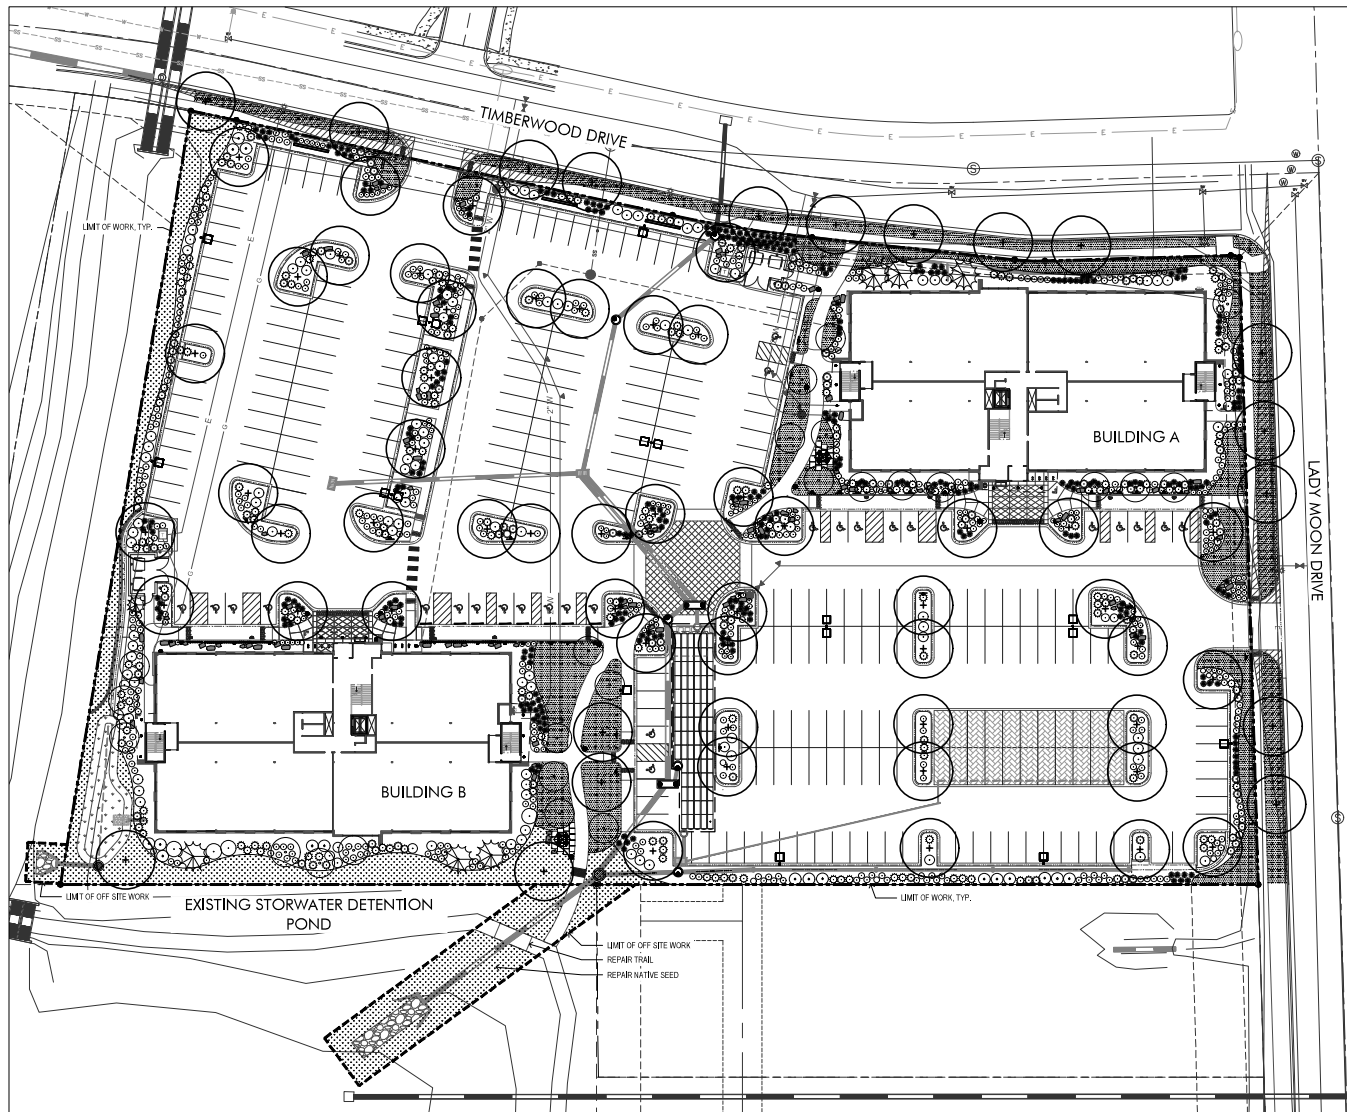 TIMBERWOOD DRIVE
LIMIT OF WORK, TYP.
BUILDING A
LADY MOON DRIVE
BUILDING B
LIMIT OF OFF SITE WORK
EXISTING STORWATER DETENTION
POND
LIMIT OF WORK, TYP.
LIMIT OF OFF SITE WORK
REPAIR TRAIL
REPAIR NATIVE SEED